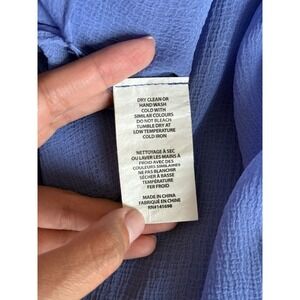 DRY CLEAN OR
HAND WASH
COLD WITH
SIMILAR COLOURS
DO NOT BLEACH
TUMBLE DRY AT
LOW TEMPERATURE
COLD IRON
NETTOYAGE À SEC
OU LAVER LES MAINS À
FROID AVEC DES
COULEURS SIMILAIRES
NE PAS BLANCHIR
SÉCHER À BASSE
TEMPÉRATURE
FER FROID
MADE IN CHINA
FABRIQUÉ EN CHINE
RN#141698